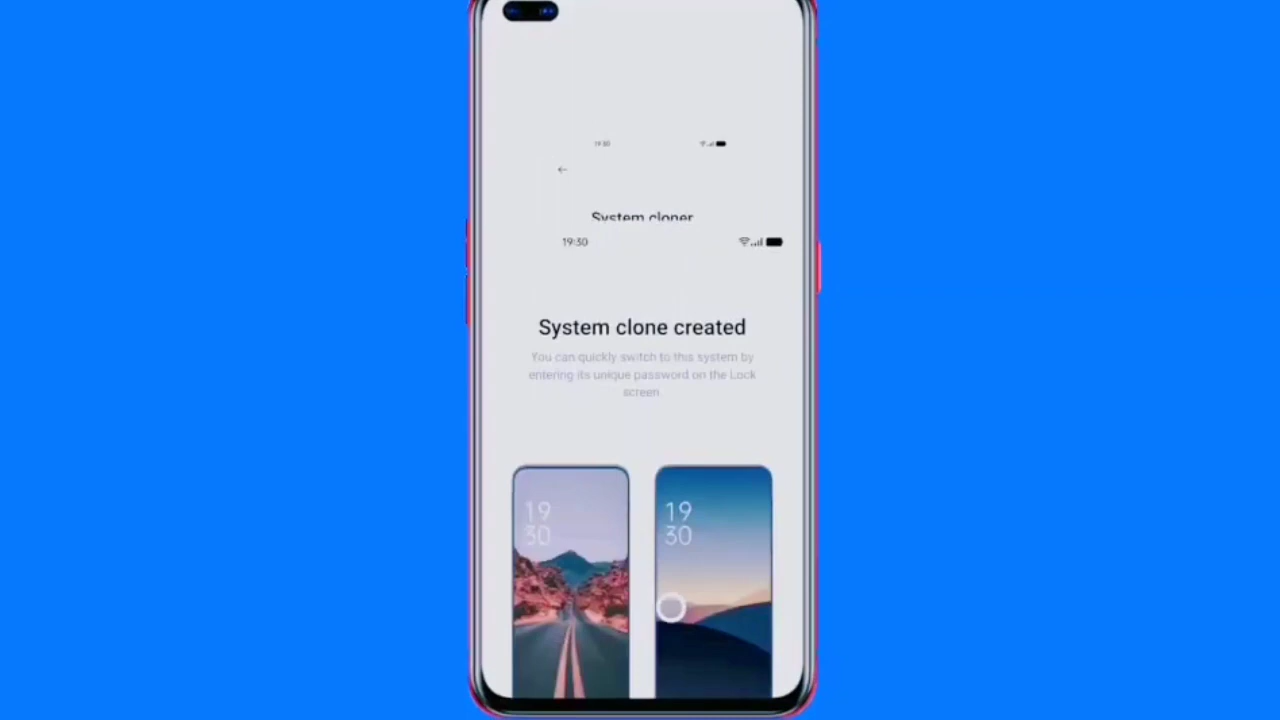 19:30
System cloner
19:30
System clone created
You can quickly switch to this system by
entering its unique password on the Lock
screen
19
30
19
30